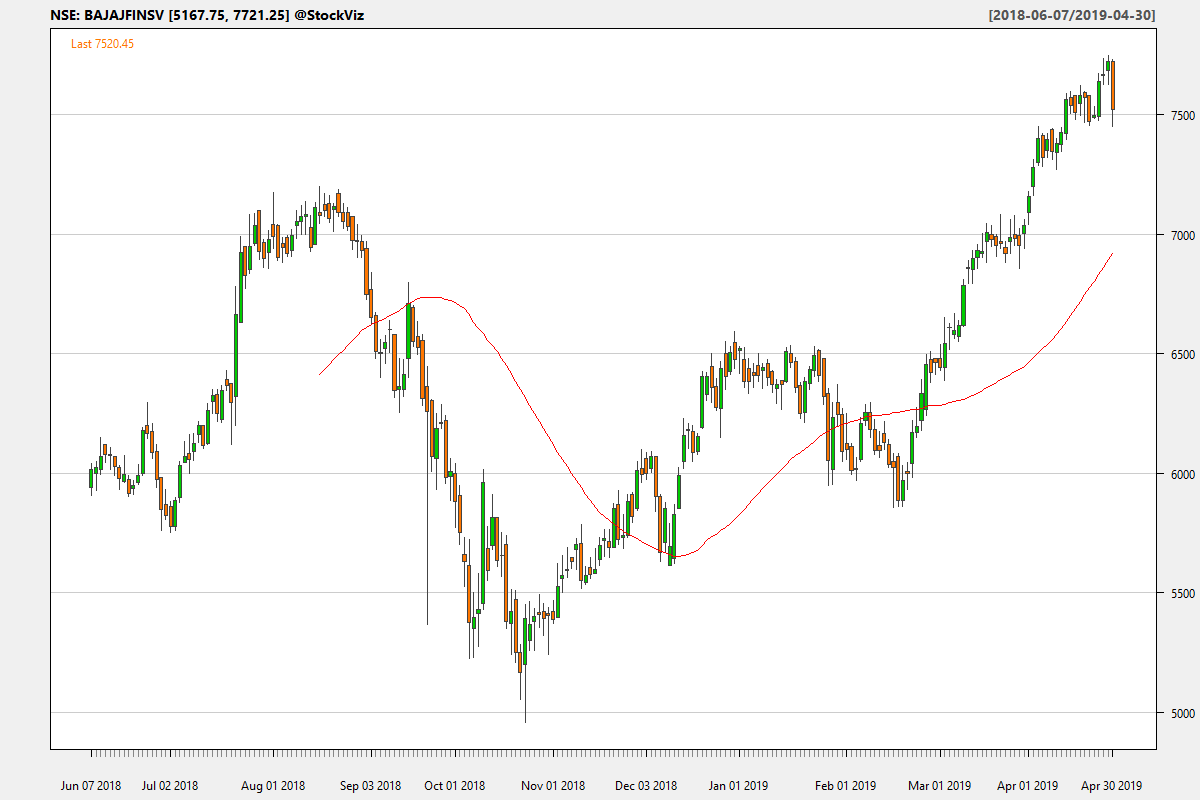 NSE: BAJAJFINSV [5167.75, 7721.25] @StockViz
[2018-06-07/2019-04-30]
Last 7520.45
7500
7000
6500
6000
5500
5000
Jun 07 2018 Jul 02 2018 Aug 01 2018 Sep 03 2018 Oct 01 2018 Nov 01 2018 Dec 03 2018 Jan 01 2019 Feb 01 2019 Mar 01 2019 Apr 01 2019 Apr 30 2019